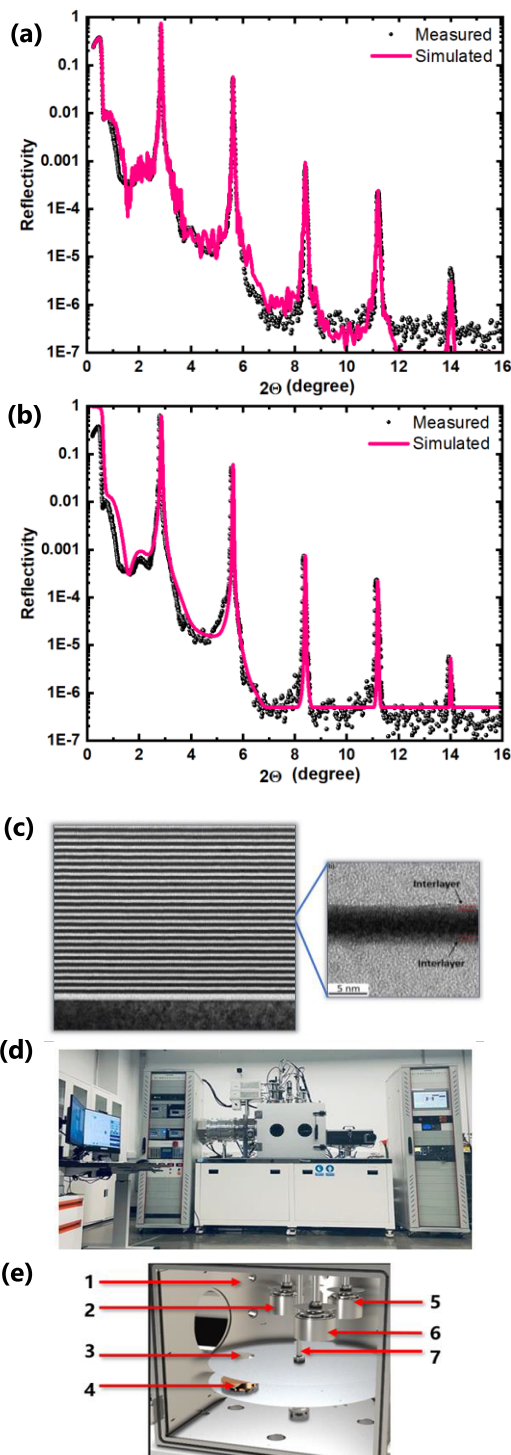 (a)
1
0.1
0.01
0.001
1E-4
1E-5
1E-6
1E-7
Reflectivity
Measured
Simulated
0 2 4 6 8 10 12 14 16
2Θ (degree)
(b)
1
0.1
0.01
0.001
1E-4
1E-5
1E-6
1E-7
Reflectivity
Measured
Simulated
0 2 4 6 8 10 12 14 16
2Θ (degree)
(c)
Interlayer
Interlayer
5 nm
(d)
(e)
1
2
3
4
5
6
7